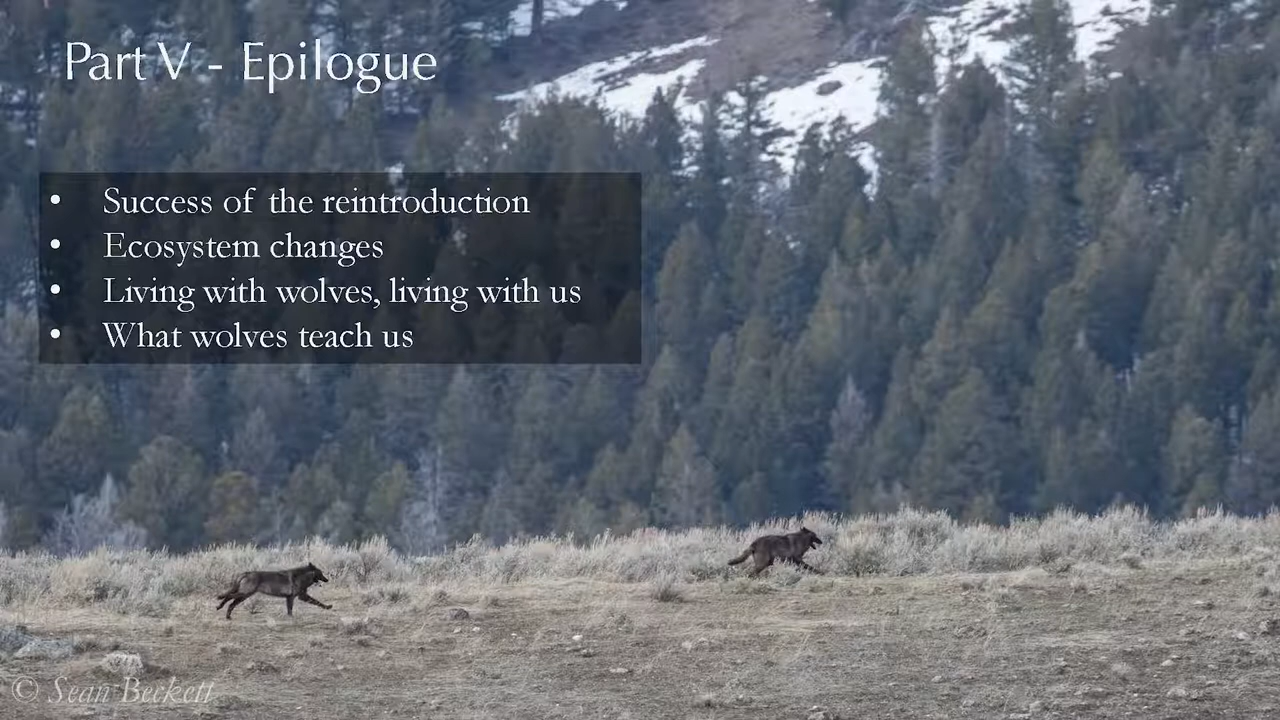 Part V - Epilogue
• Success of the reintroduction
• Ecosystem changes
• Living with wolves, living with us
• What wolves teach us
© Sean Beckett